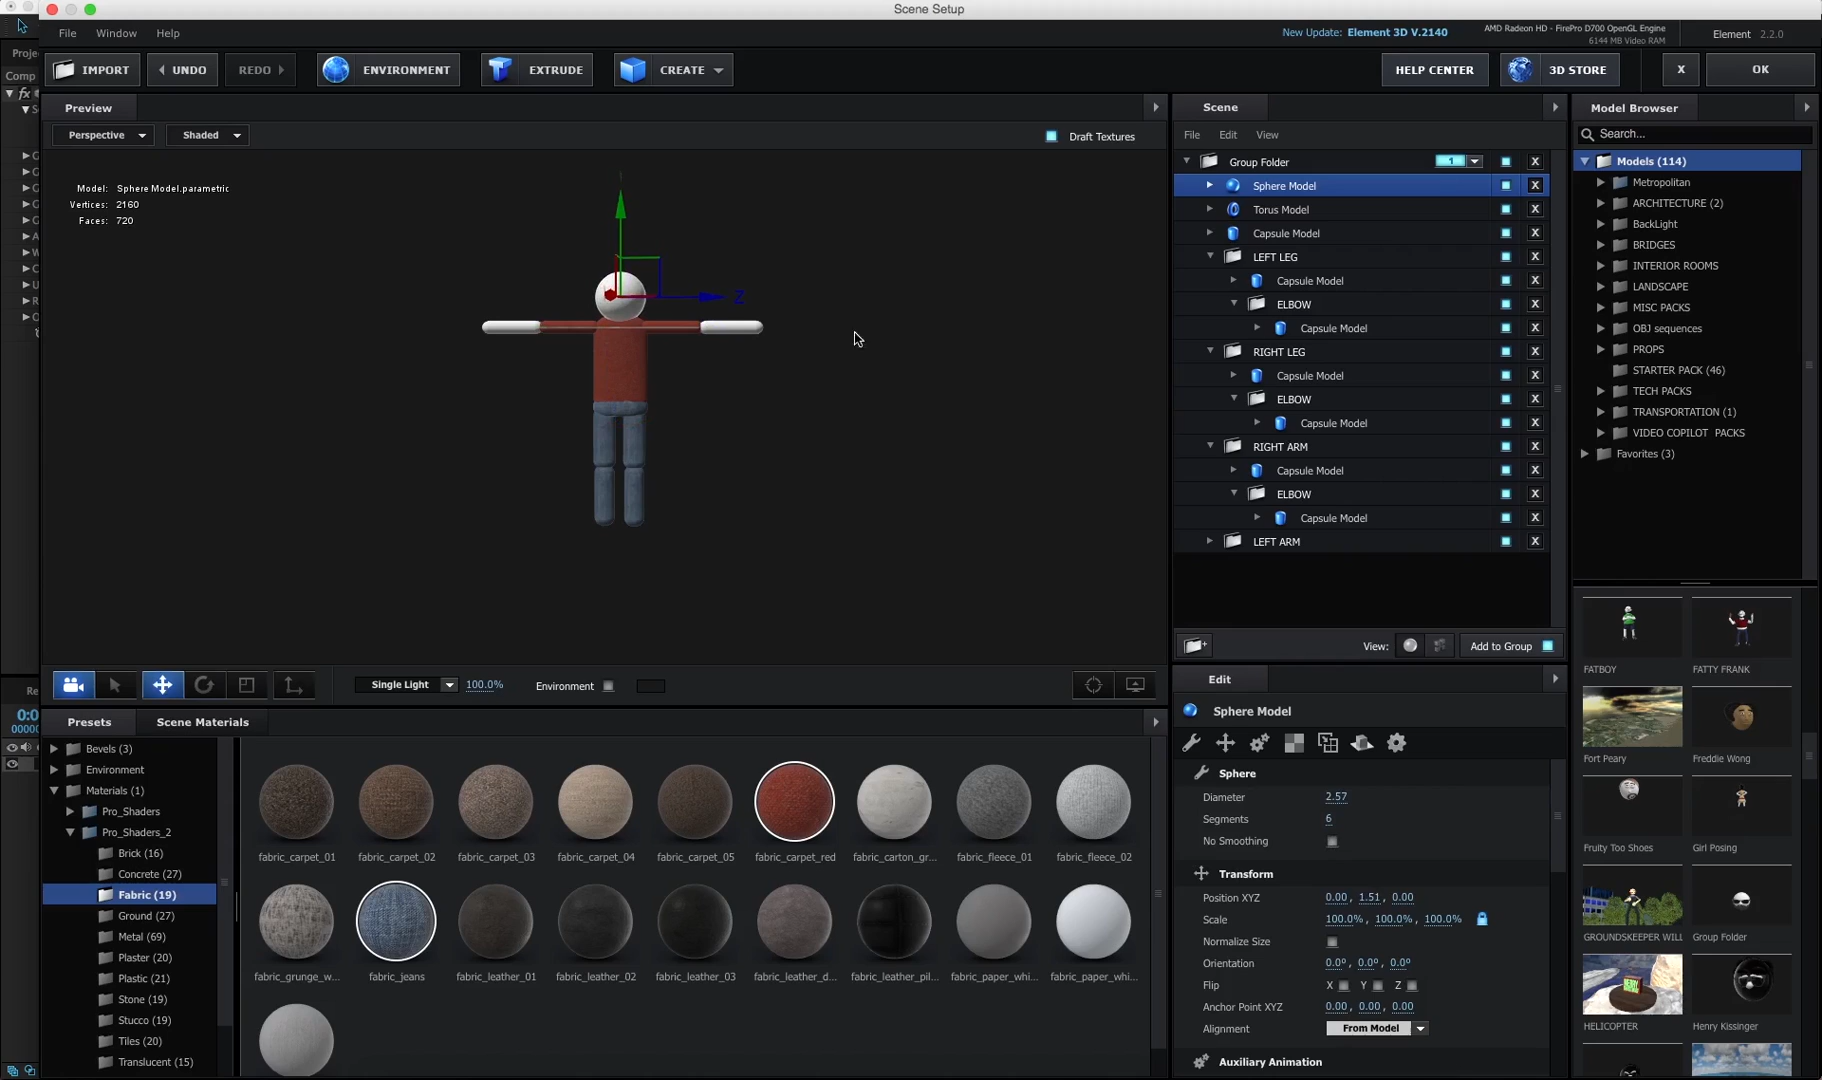 Scene Setup
File Window Help
New Update: Element 3D V.2140
AMD Radeon HD - FirePro D700 OpenGL Engine
6144 MB Video RAM
Element 2.2.0
IMPORT UNDO REDO ENVIRONMENT EXTRUDE CREATE HELP CENTER 3D STORE X OK
Projec
Comp
fx
Preview
Perspective Shaded Draft Textures
Model: Sphere Model.parametric
Vertices: 2160
Faces: 720
Z
Single Light 100.0% Environment
Scene
File Edit View
Group Folder 1 X
Sphere Model X
Torus Model X
Capsule Model X
LEFT LEG X
Capsule Model X
ELBOW X
Capsule Model X
RIGHT LEG X
Capsule Model X
ELBOW X
Capsule Model X
RIGHT ARM X
Capsule Model X
ELBOW X
Capsule Model X
LEFT ARM X
View: Add to Group
Model Browser
Search...
Models (114)
Metropolitan
ARCHITECTURE (2)
BackLight
BRIDGES
INTERIOR ROOMS
LANDSCAPE
MISC PACKS
OBJ sequences
PROPS
STARTER PACK (46)
TECH PACKS
TRANSPORTATION (1)
VIDEO COPILOT PACKS
Favorites (3)
FATBOY FATTY FRANK
Fort Peary Freddie Wong
Fruity Too Shoes Girl Posing
GROUNDSKEEPER WILL Group Folder
HELICOPTER Henry Kissinger
Presets Scene Materials
Bevels (3)
Environment
Materials (1)
Pro_Shaders
Pro_Shaders_2
Brick (16)
Concrete (27)
Fabric (19)
Ground (27)
Metal (69)
Plaster (20)
Plastic (21)
Stone (19)
Stucco (19)
Tiles (20)
Translucent (15)
fabric_carpet_01 fabric_carpet_02 fabric_carpet_03 fabric_carpet_04 fabric_carpet_05 fabric_carpet_red fabric_carton_gr... fabric_fleece_01 fabric_fleece_02
fabric_grunge_w... fabric_jeans fabric_leather_01 fabric_leather_02 fabric_leather_03 fabric_leather_d... fabric_leather_pil... fabric_paper_whi... fabric_paper_whi...
Edit
Sphere Model
Sphere
Diameter 2.57
Segments 6
No Smoothing
Transform
Position XYZ 0.00, 1.51, 0.00
Scale 100.0%, 100.0%, 100.0%
Normalize Size
Orientation 0.0°, 0.0°, 0.0°
Flip X Y Z
Anchor Point XYZ 0.00, 0.00, 0.00
Alignment From Model
Auxiliary Animation
Re
0:0
00000